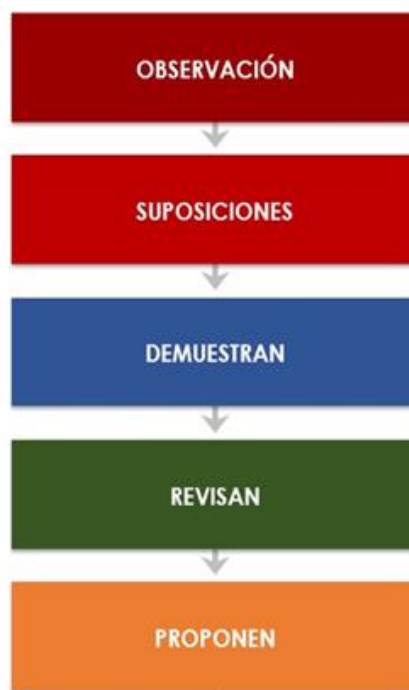 OBSERVACIÓN
SUPOSICIONES
DEMUESTRAN
REVISAN
PROPONEN